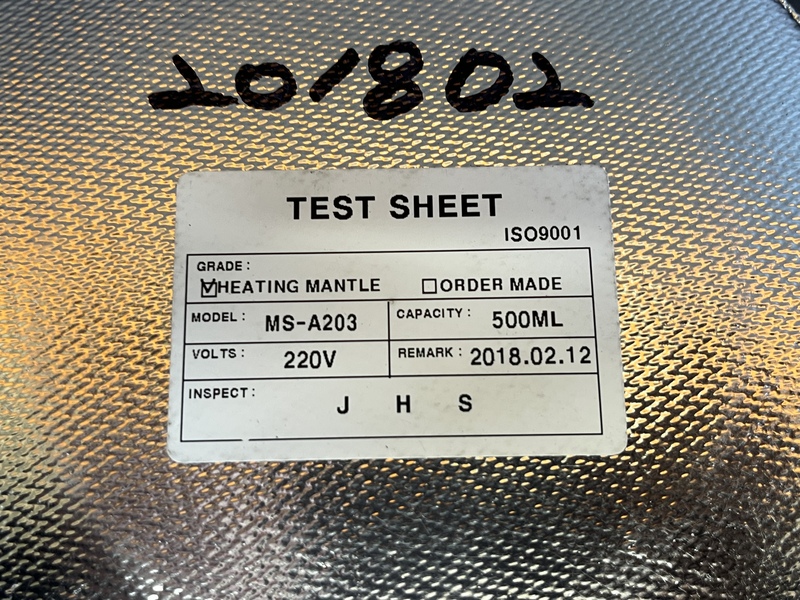 201802
TEST SHEET
ISO9001
GRADE:
HEATING MANTLE ORDER MADE
MODEL: MS-A203 CAPACITY: 500ML
VOLTS: 220V REMARK: 2018.02.12
INSPECT: J H S